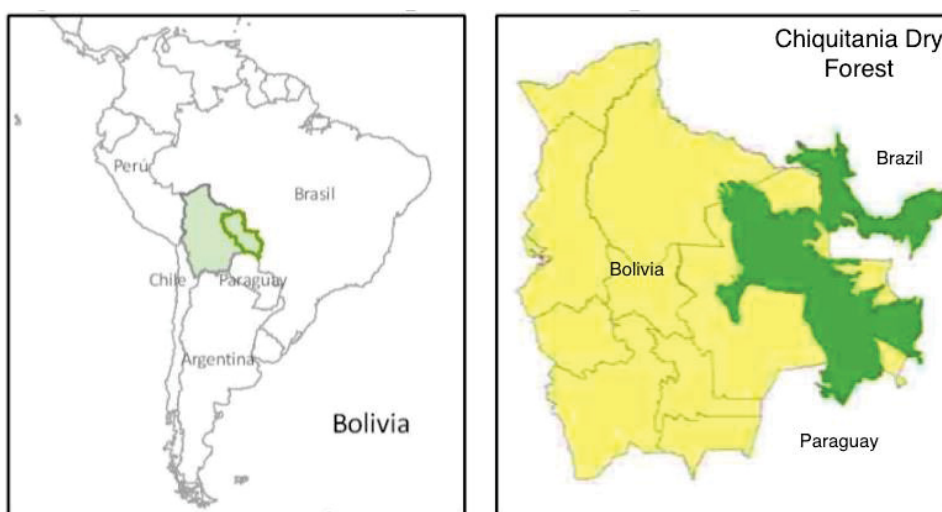 Perú
Brasil
Chile
Paraguay
Argentina
Bolivia
Chiquitania Dry
Forest
Brazil
Bolivia
Paraguay